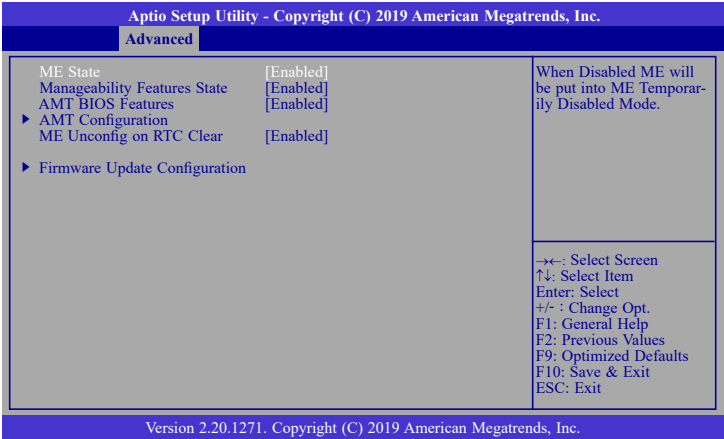 Aptio Setup Utility - Copyright (C) 2019 American Megatrends, Inc.
Advanced
ME State [Enabled]
Manageability Features State [Enabled]
AMT BIOS Features [Enabled]
AMT Configuration
ME Unconfig on RTC Clear [Enabled]
Firmware Update Configuration
When Disabled ME will
be put into ME Temporar-
ily Disabled Mode.
→←: Select Screen
↑↓: Select Item
Enter: Select
+/- : Change Opt.
F1: General Help
F2: Previous Values
F9: Optimized Defaults
F10: Save & Exit
ESC: Exit
Version 2.20.1271. Copyright (C) 2019 American Megatrends, Inc.